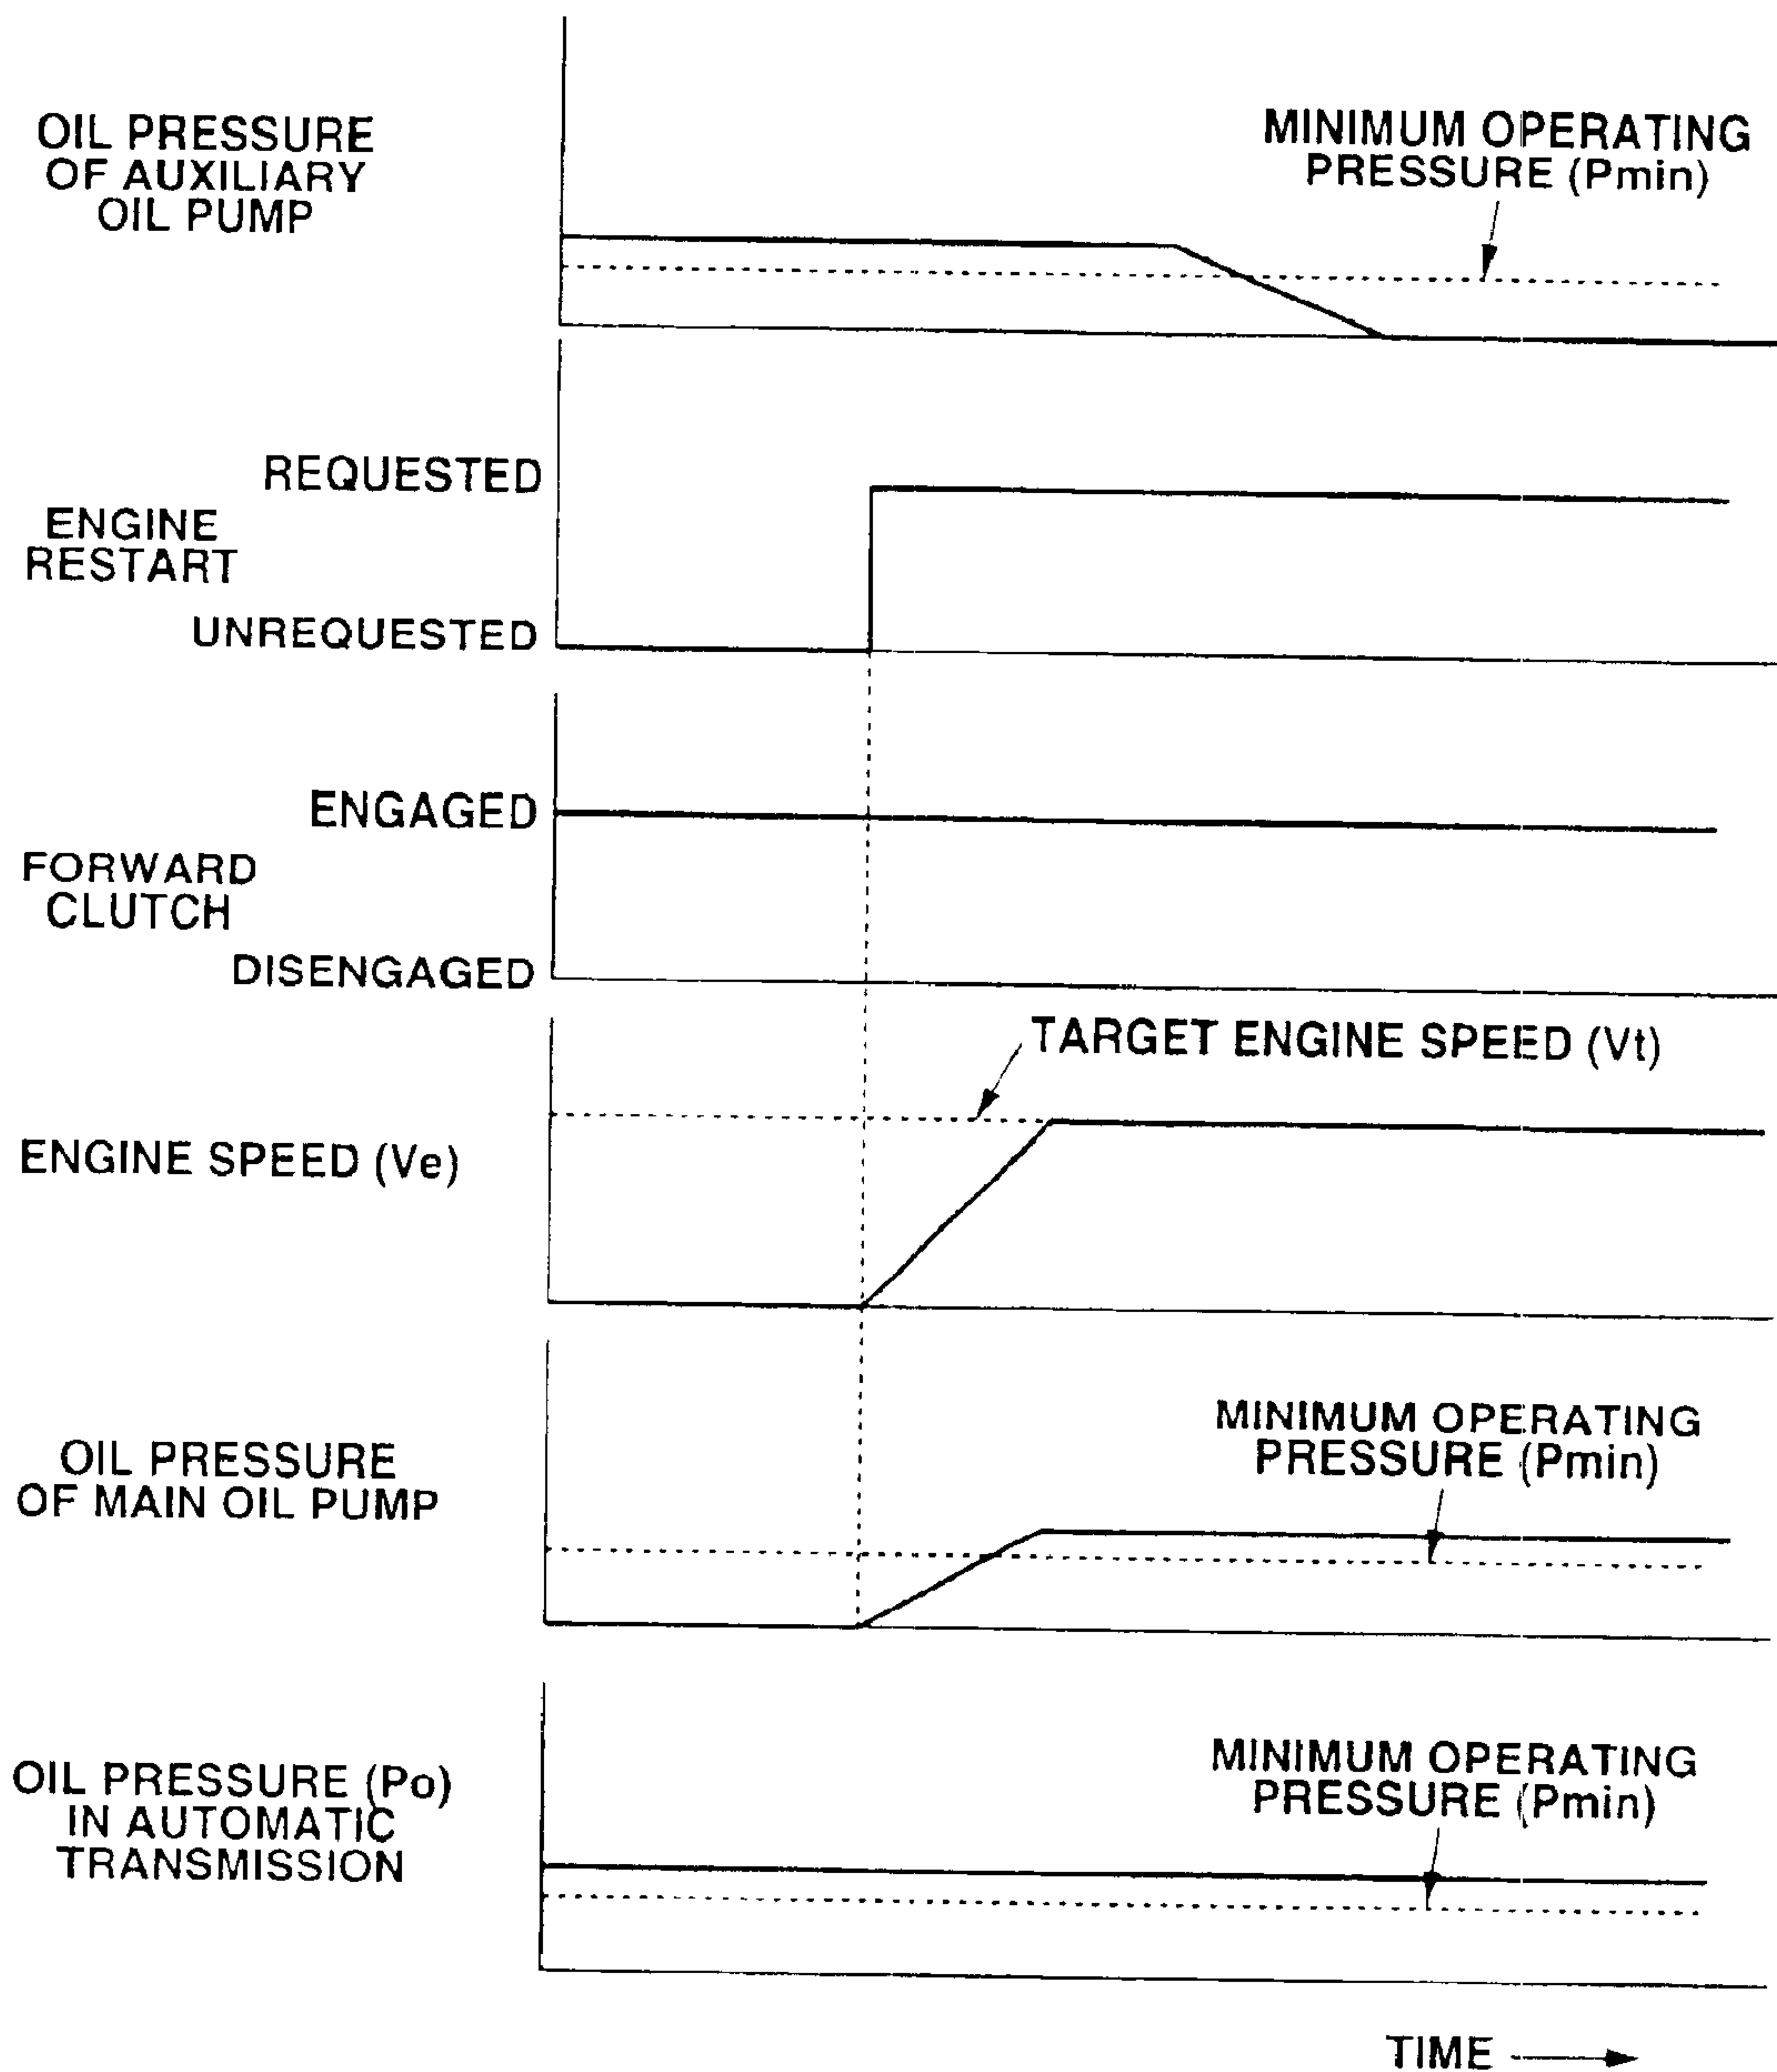 OIL PRESSURE
OF AUXILIARY
OIL PUMP
MINIMUM OPERATING
PRESSURE (Pmin)
REQUESTED
ENGINE
RESTART
UNREQUESTED
ENGAGED
FORWARD
CLUTCH
DISENGAGED
TARGET ENGINE SPEED (Vt)
ENGINE SPEED (Ve)
MINIMUM OPERATING
PRESSURE (Pmin)
OIL PRESSURE
OF MAIN OIL PUMP
MINIMUM OPERATING
PRESSURE (Pmin)
OIL PRESSURE (Po)
IN AUTOMATIC
TRANSMISSION
TIME